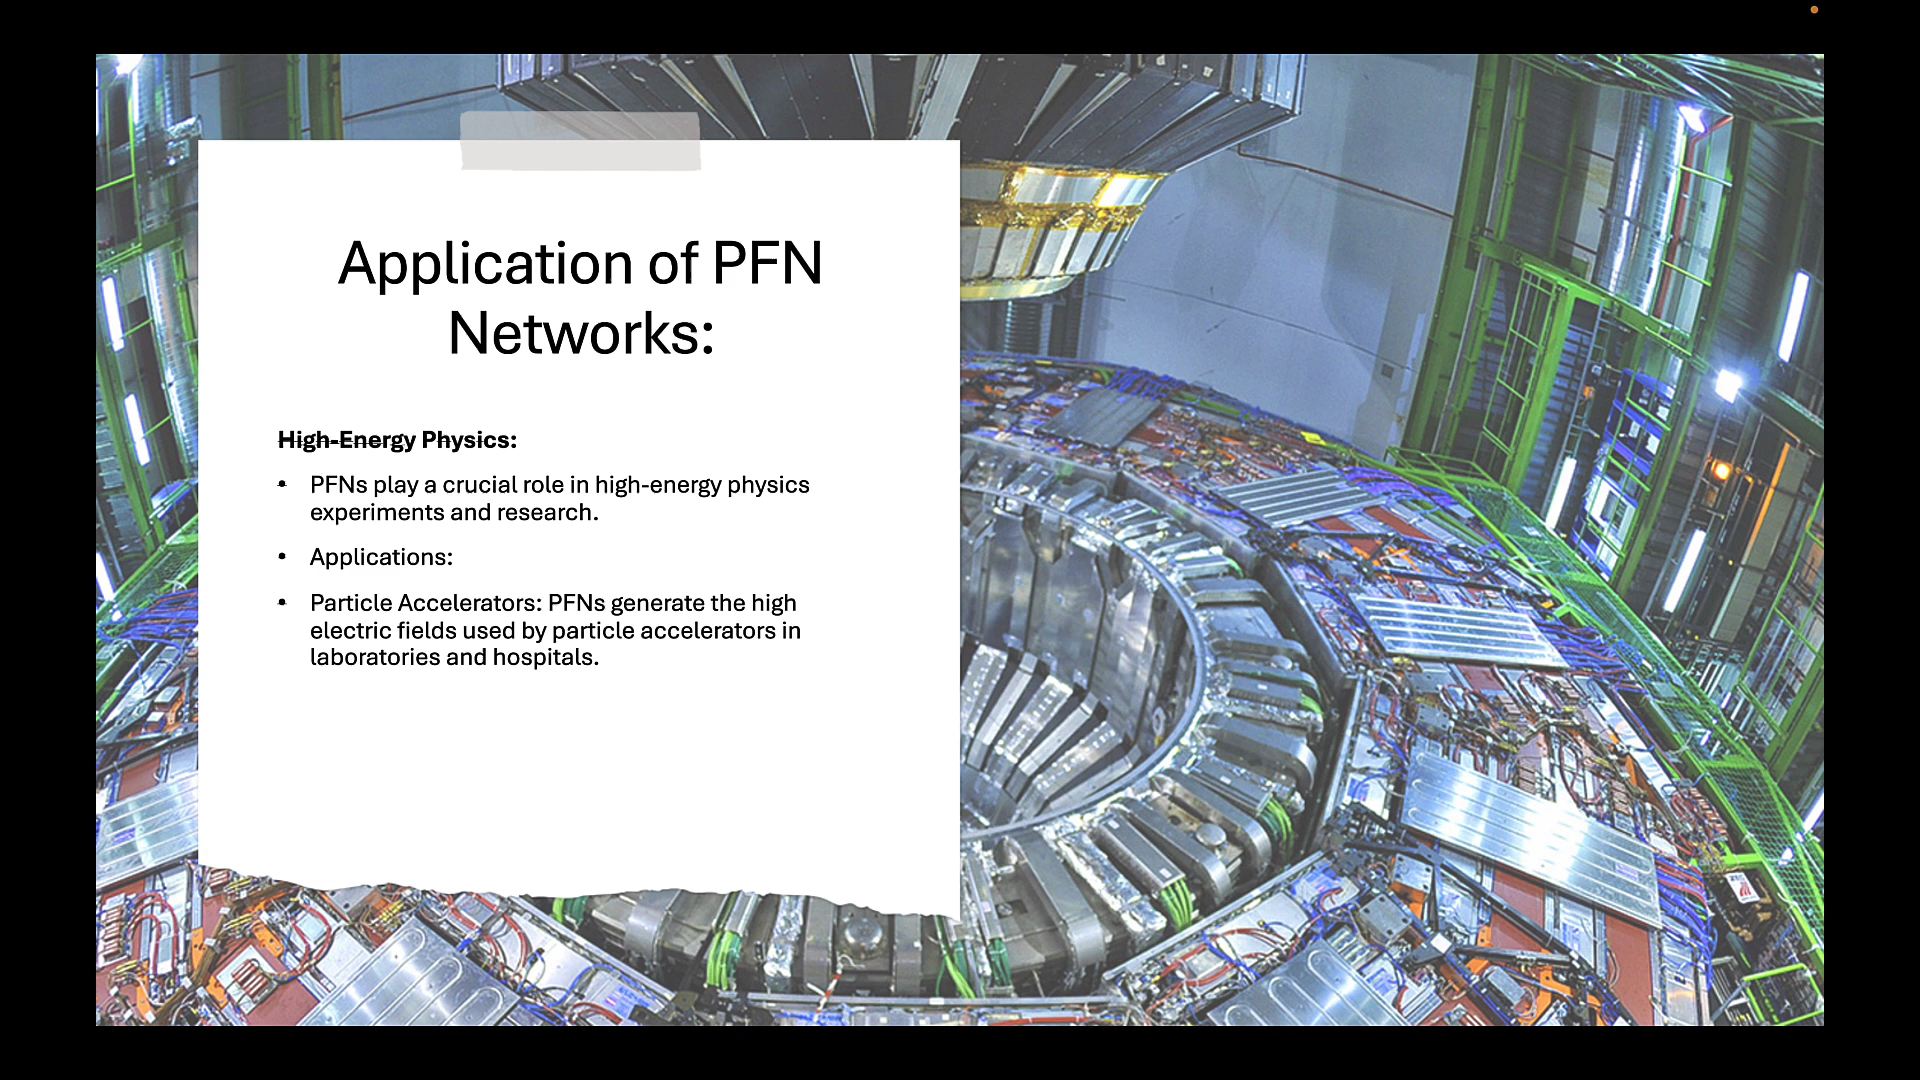 Application of PFN
Networks:
High-Energy Physics:
• PFNs play a crucial role in high-energy physics
experiments and research.
• Applications:
• Particle Accelerators: PFNs generate the high
electric fields used by particle accelerators in
laboratories and hospitals.